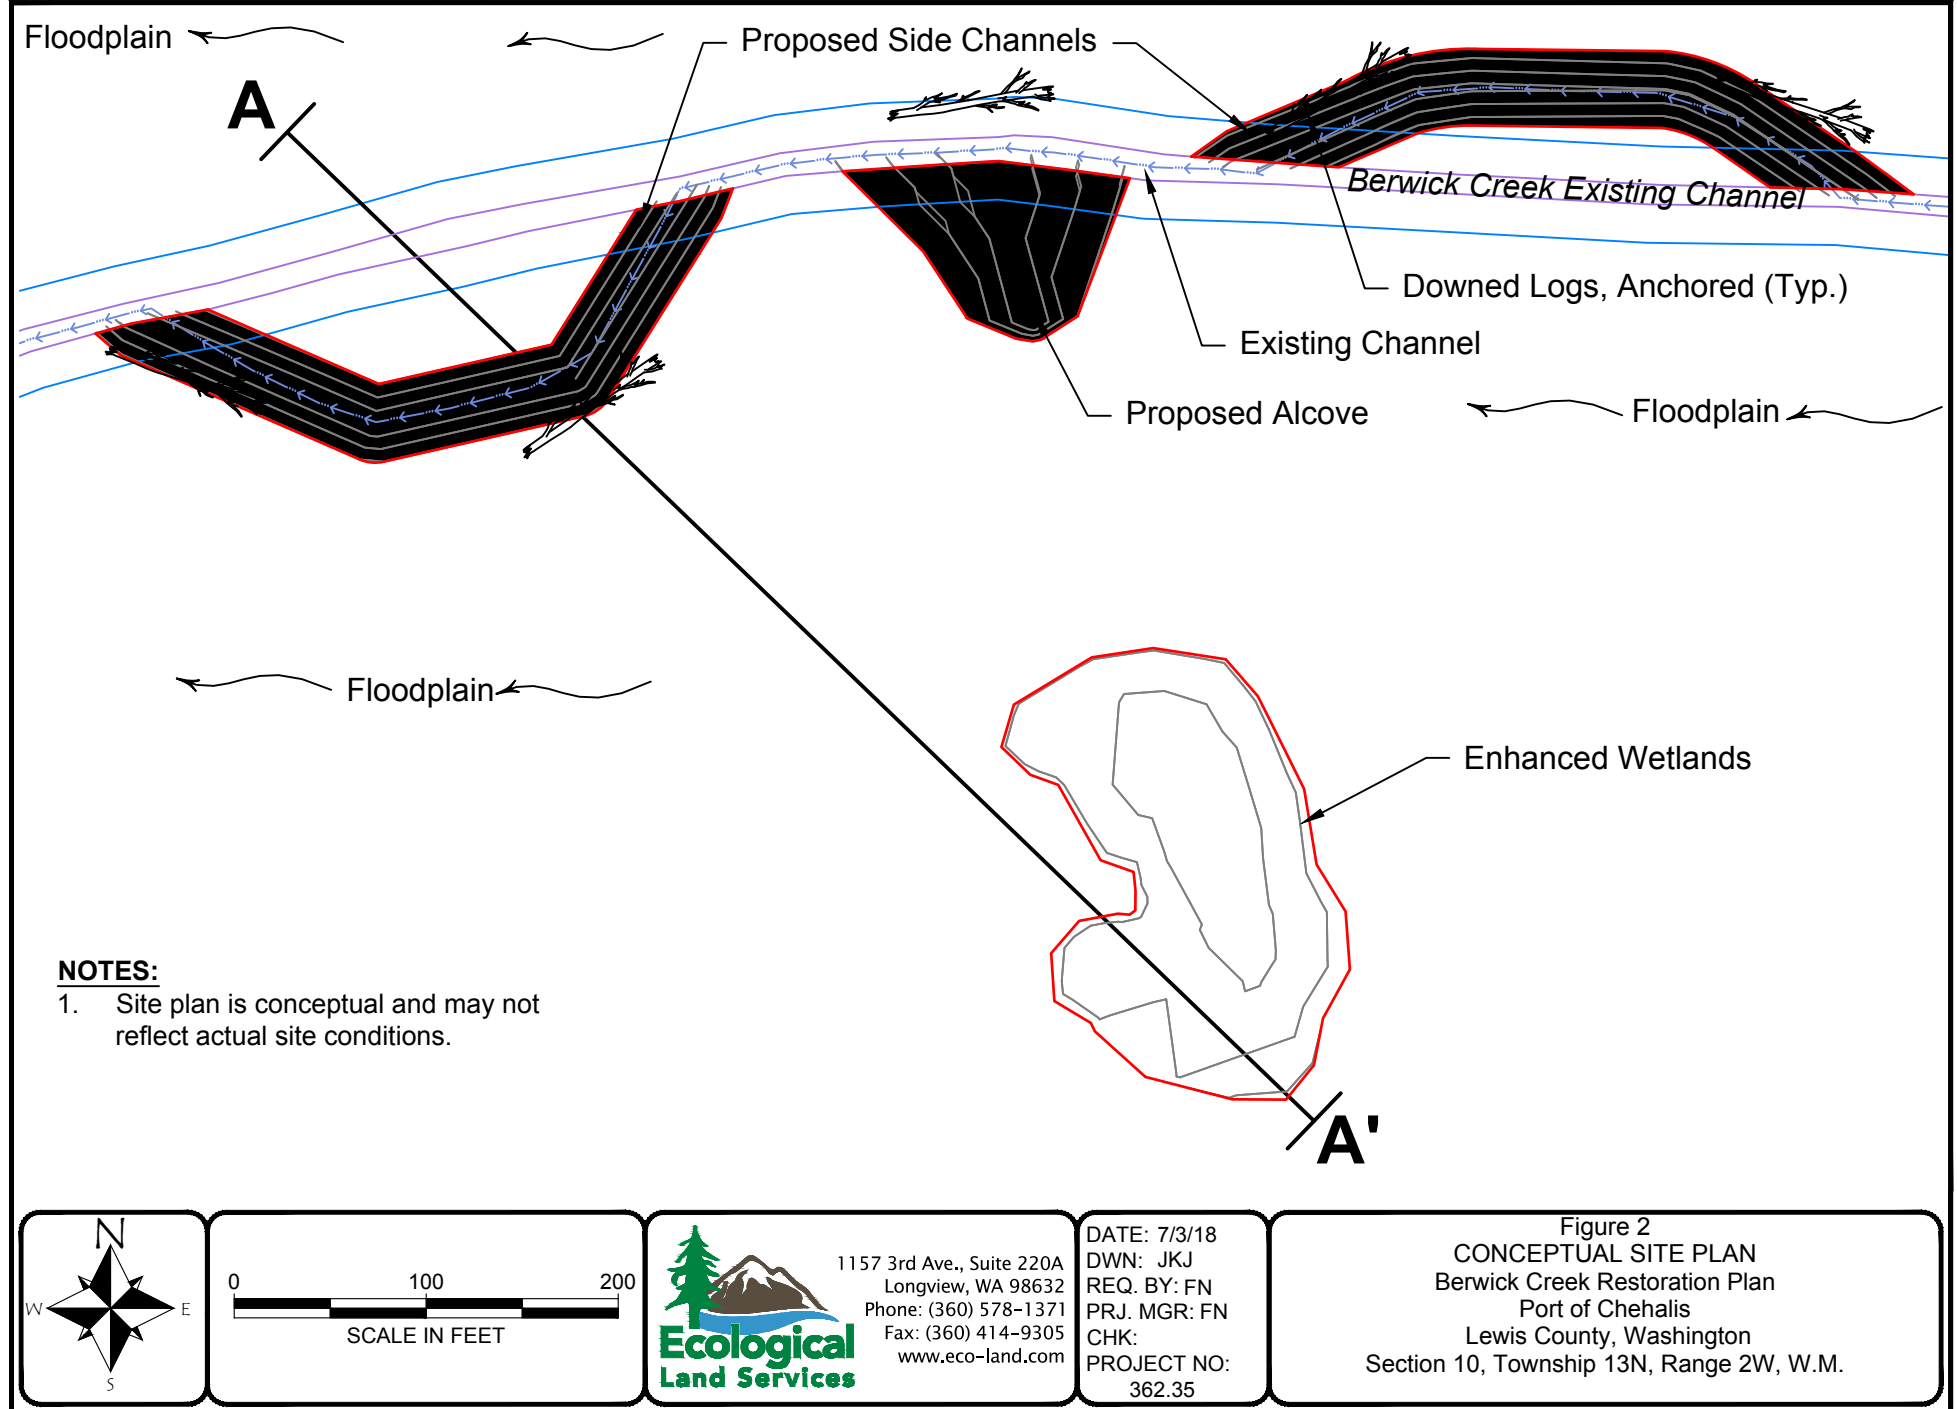 Floodplain
Proposed Side Channels
A
Berwick Creek Existing Channel
Downed Logs, Anchored (Typ.)
Existing Channel
Proposed Alcove
Floodplain
Floodplain
Enhanced Wetlands
NOTES:
1. Site plan is conceptual and may not
reflect actual site conditions.
A'
N
W
E
S
0 100 200
SCALE IN FEET
Ecological
Land Services
1157 3rd Ave., Suite 220A
Longview, WA 98632
Phone: (360) 578-1371
Fax: (360) 414-9305
www.eco-land.com
DATE: 7/3/18
DWN: JKJ
REQ. BY: FN
PRJ. MGR: FN
CHK:
PROJECT NO:
362.35
Figure 2
CONCEPTUAL SITE PLAN
Berwick Creek Restoration Plan
Port of Chehalis
Lewis County, Washington
Section 10, Township 13N, Range 2W, W.M.